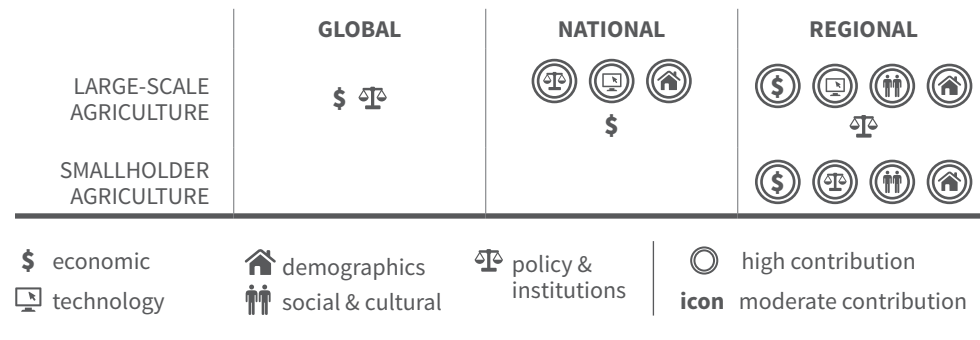 GLOBAL NATIONAL REGIONAL
LARGE-SCALE
AGRICULTURE
$
$
$
SMALLHOLDER
AGRICULTURE
$
$ economic
technology
demographics
social & cultural
policy &
institutions
high contribution
icon moderate contribution